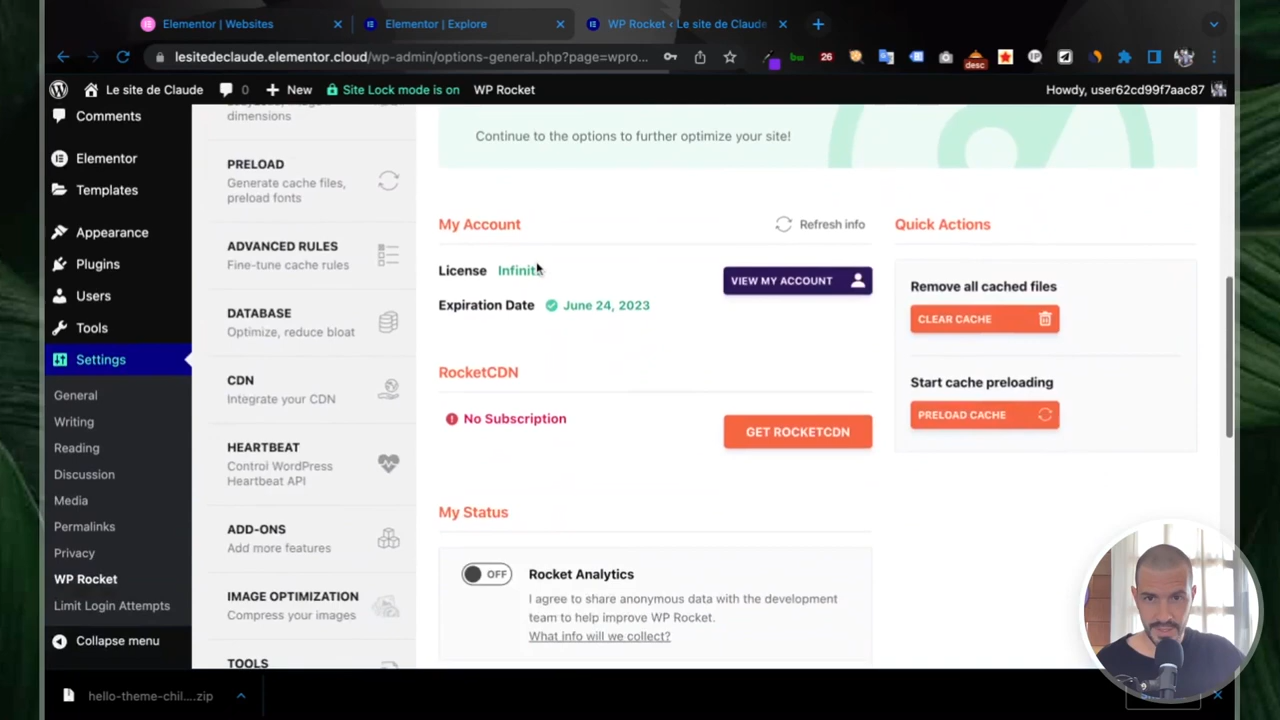 Elementor | Websites
Elementor | Explore
WP Rocket ‹ Le site de Claude
lesitedeclaude.elementor.cloud/wp-admin/options-general.php?page=wpro...
26
desc
Le site de Claude
0
New
Site Lock mode is on
WP Rocket
Howdy, user62cd99f7aac87
Comments
Elementor
Templates
Appearance
Plugins
Users
Tools
Settings
General
Writing
Reading
Discussion
Media
Permalinks
Privacy
WP Rocket
Limit Login Attempts
Collapse menu
dimensions
PRELOAD
Generate cache files,
preload fonts
ADVANCED RULES
Fine-tune cache rules
DATABASE
Optimize, reduce bloat
CDN
Integrate your CDN
HEARTBEAT
Control WordPress
Heartbeat API
ADD-ONS
Add more features
IMAGE OPTIMIZATION
Compress your images
TOOLS
Continue to the options to further optimize your site!
My Account
Refresh info
License Infinite
VIEW MY ACCOUNT
Expiration Date June 24, 2023
RocketCDN
No Subscription
GET ROCKETCDN
My Status
OFF
Rocket Analytics
I agree to share anonymous data with the development
team to help improve WP Rocket.
What info will we collect?
Quick Actions
Remove all cached files
CLEAR CACHE
Start cache preloading
PRELOAD CACHE
hello-theme-chil....zip